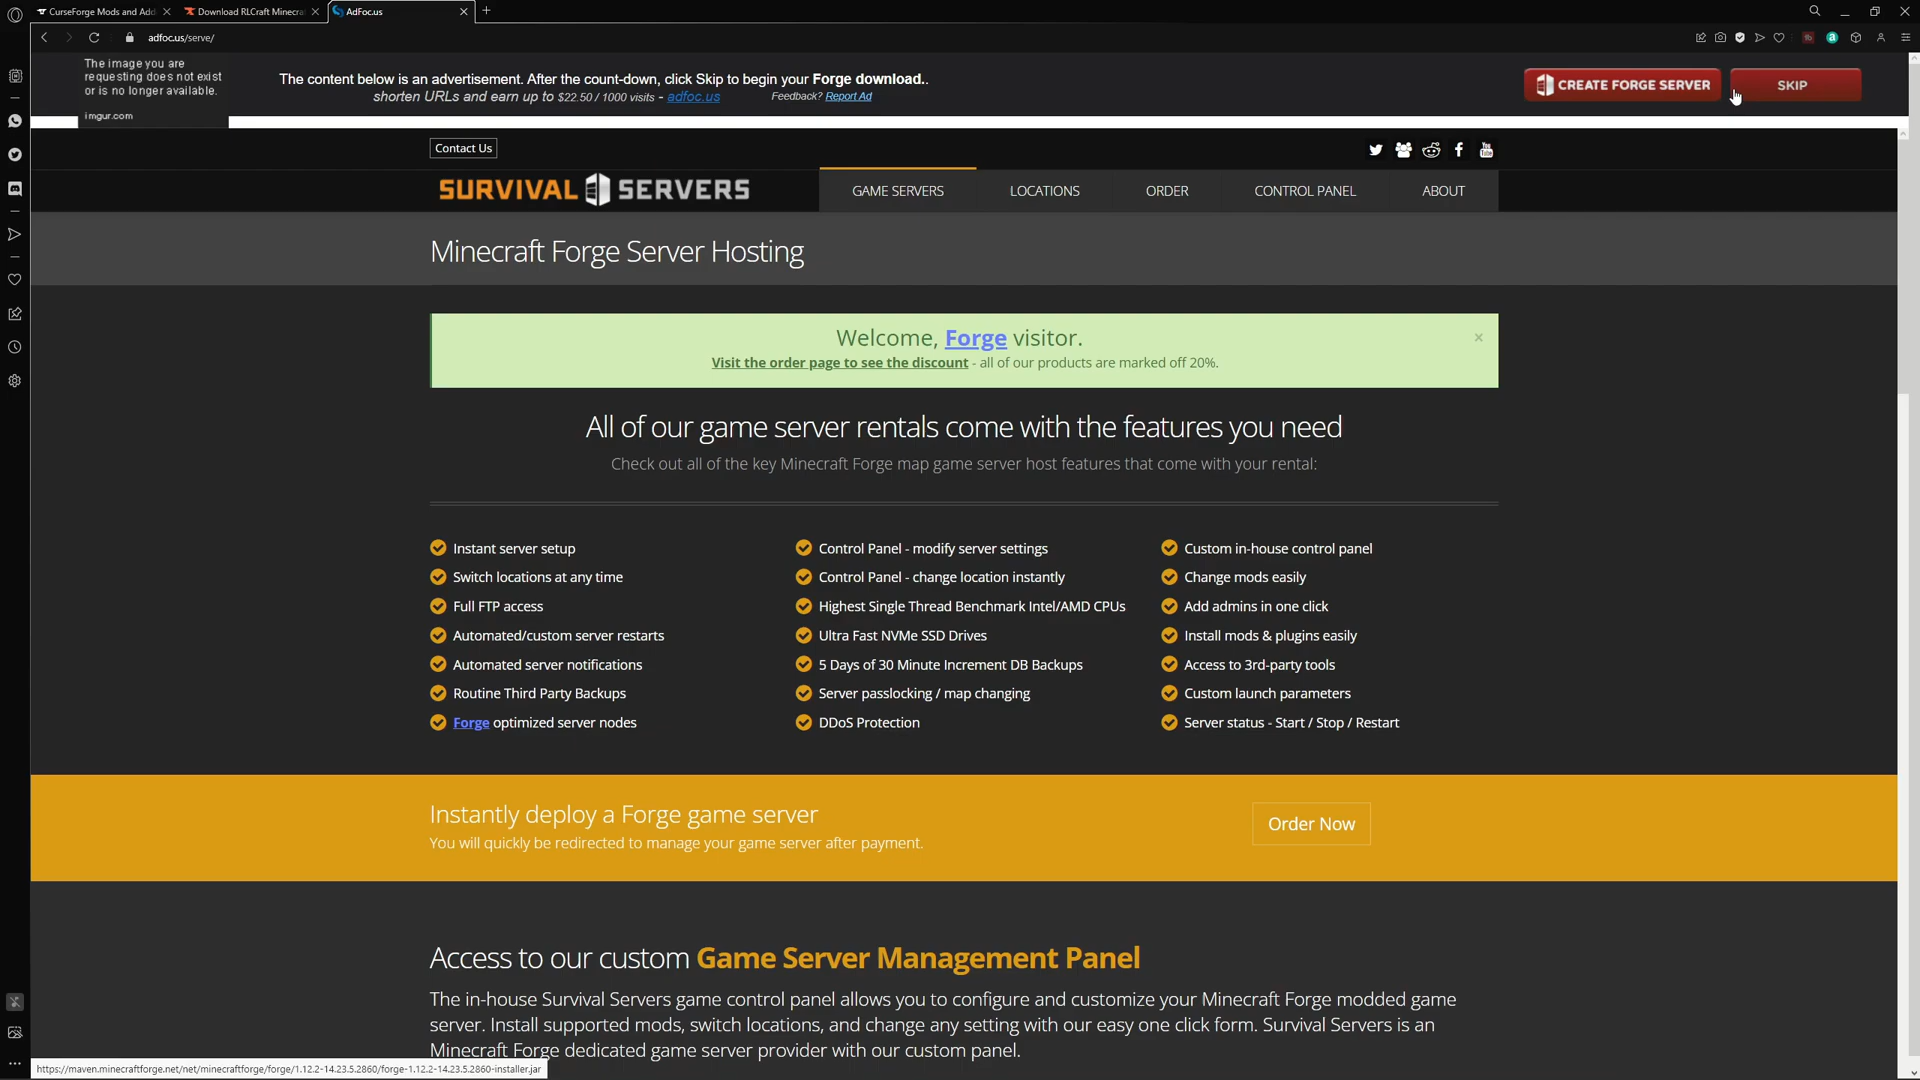 CurseForge Mods and Add
Download RLCraft Minecra
AdFoc.us
adfoc.us/serve/
The image you are
requesting does not exist
or is no longer available.
imgur.com
The content below is an advertisement. After the count-down, click Skip to begin your Forge download..
shorten URLs and earn up to $22.50 / 1000 visits - adfoc.us Feedback? Report Ad
CREATE FORGE SERVER
SKIP
Contact Us
SURVIVAL SERVERS
GAME SERVERS
LOCATIONS
ORDER
CONTROL PANEL
ABOUT
Minecraft Forge Server Hosting
Welcome, Forge visitor.
×
Visit the order page to see the discount - all of our products are marked off 20%.
All of our game server rentals come with the features you need
Check out all of the key Minecraft Forge map game server host features that come with your rental:
Instant server setup
Switch locations at any time
Full FTP access
Automated/custom server restarts
Automated server notifications
Routine Third Party Backups
Forge optimized server nodes
Control Panel - modify server settings
Control Panel - change location instantly
Highest Single Thread Benchmark Intel/AMD CPUs
Ultra Fast NVMe SSD Drives
5 Days of 30 Minute Increment DB Backups
Server passlocking / map changing
DDoS Protection
Custom in-house control panel
Change mods easily
Add admins in one click
Install mods & plugins easily
Access to 3rd-party tools
Custom launch parameters
Server status - Start / Stop / Restart
Instantly deploy a Forge game server
You will quickly be redirected to manage your game server after payment.
Order Now
Access to our custom Game Server Management Panel
The in-house Survival Servers game control panel allows you to configure and customize your Minecraft Forge modded game
server. Install supported mods, switch locations, and change any setting with our easy one click form. Survival Servers is an
Minecraft Forge dedicated game server provider with our custom panel.
https://maven.minecraftforge.net/net/minecraftforge/forge/1.12.2-14.23.5.2860/forge-1.12.2-14.23.5.2860-installer.jar